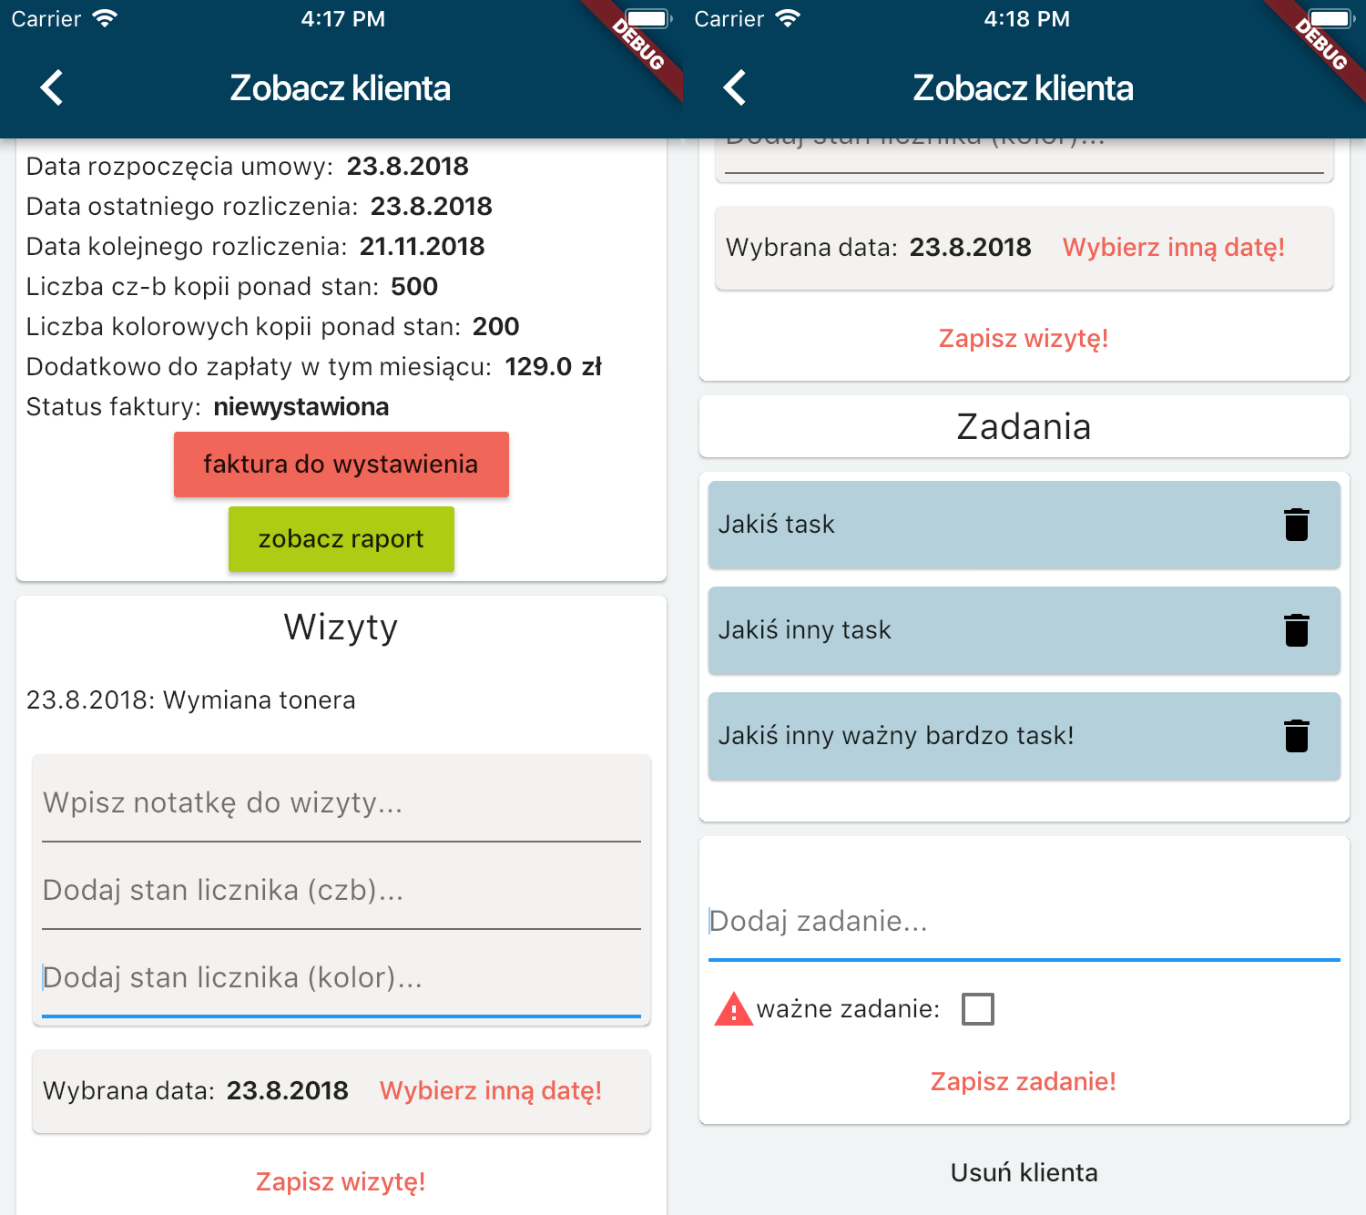 Carrier 4:17 PM
DEBUG
Zobacz klienta
Data rozpoczęcia umowy: 23.8.2018
Data ostatniego rozliczenia: 23.8.2018
Data kolejnego rozliczenia: 21.11.2018
Liczba cz-b kopii ponad stan: 500
Liczba kolorowych kopii ponad stan: 200
Dodatkowo do zapłaty w tym miesiącu: 129.0 zł
Status faktury: niewystawiona
faktura do wystawienia
zobacz raport
Wizyty
23.8.2018: Wymiana tonera
Wpisz notatkę do wizyty...
Dodaj stan licznika (czb)...
Dodaj stan licznika (kolor)...
Wybrana data: 23.8.2018 Wybierz inną datę!
Zapisz wizytę!
Carrier 4:18 PM
DEBUG
Zobacz klienta
Dodaj stan licznika (kolor)...
Wybrana data: 23.8.2018 Wybierz inną datę!
Zapisz wizytę!
Zadania
Jakiś task
Jakiś inny task
Jakiś inny ważny bardzo task!
Dodaj zadanie...
ważne zadanie:
Zapisz zadanie!
Usuń klienta